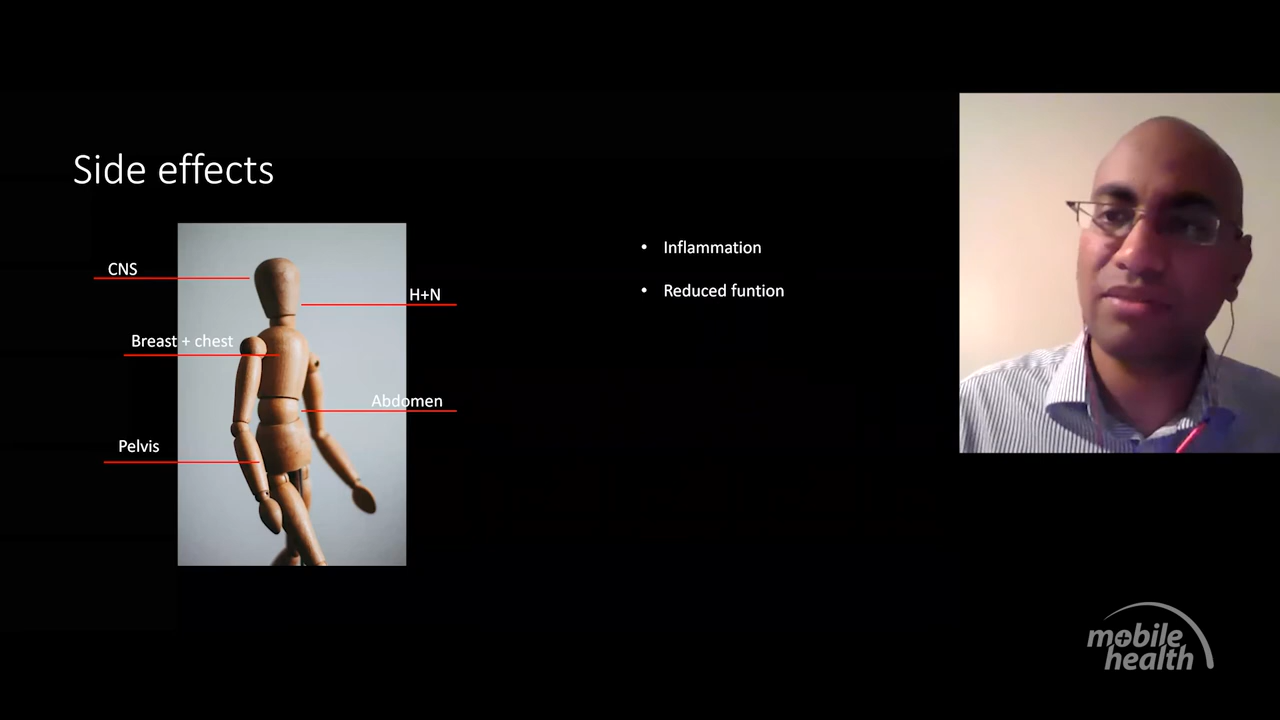 Side effects
CNS
H+N
Breast + chest
Abdomen
Pelvis
• Inflammation
• Reduced funtion
mobile
health